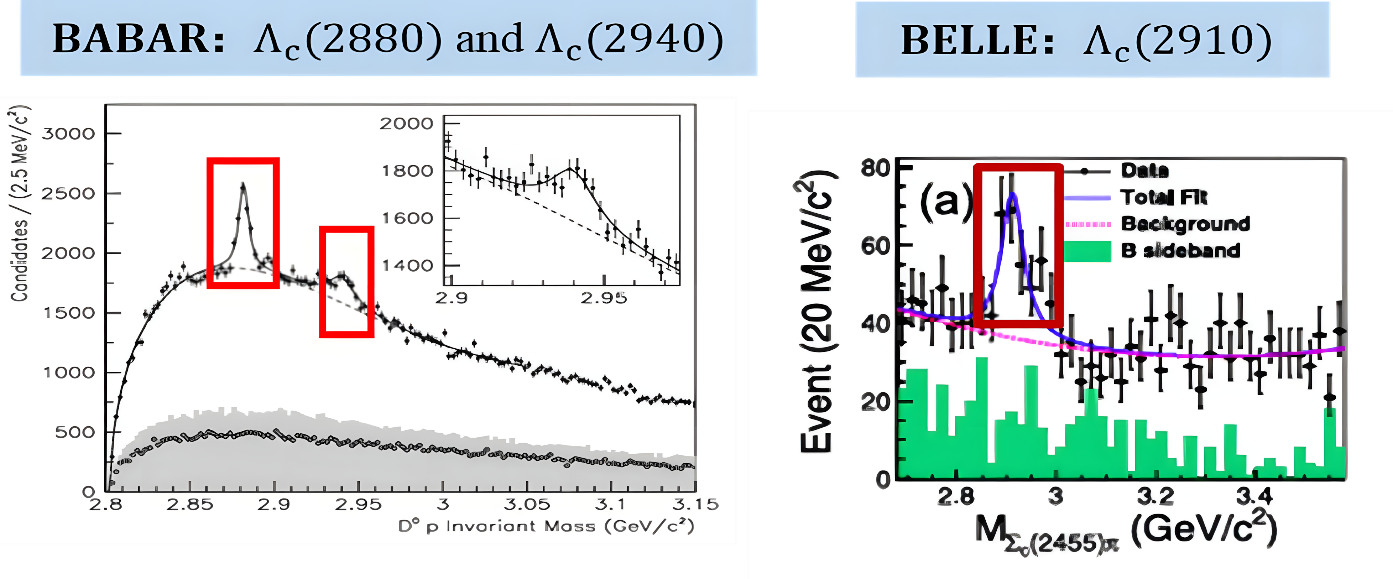 BABAR: Λc(2880) and Λc(2940)
BELLE: Λc(2910)
Candidates / (2.5 MeV/c²)
3000
2500
2000
1500
1000
500
0
2.8
2.85
2.9
2.95
3
3.05
3.1
3.15
D° p Invariant Mass (GeV/c²)
2000
1800
1600
1400
2.9
2.95
Event (20 MeV/c²)
80
60
40
20
0
(a)
Data
Total Fit
Background
B sideband
2.8
3
3.2
3.4
M Σc(2455)π (GeV/c²)